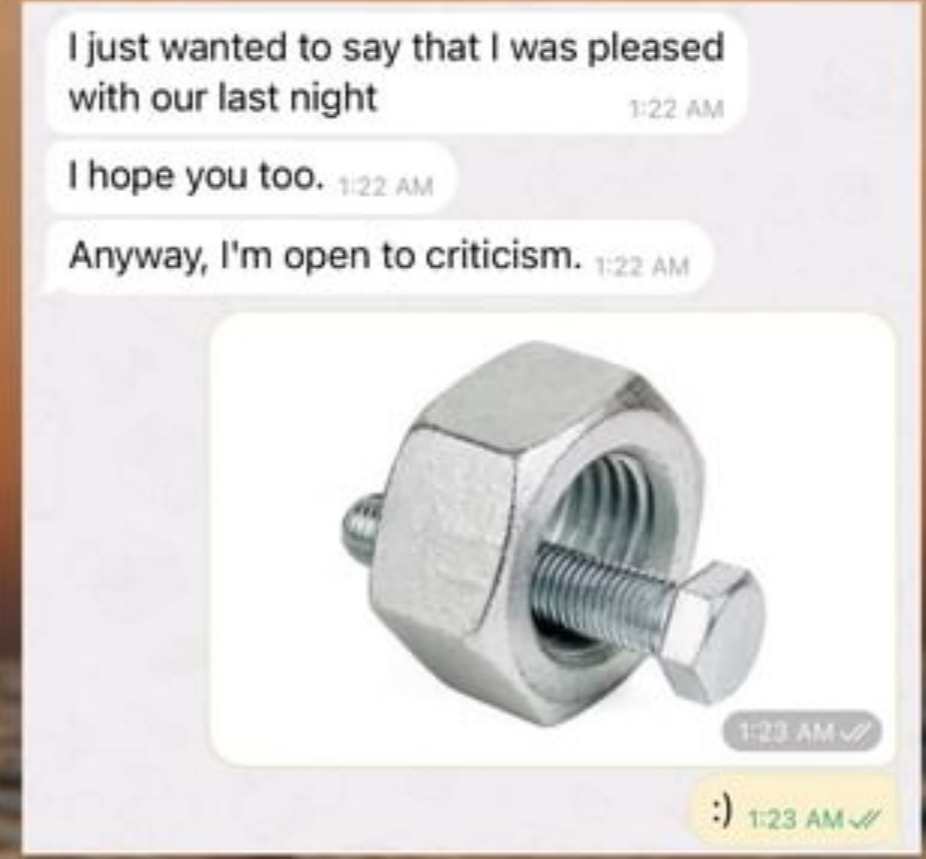 I just wanted to say that I was pleased
with our last night
1:22 AM
I hope you too. 1:22 AM
Anyway, I'm open to criticism. 1:22 AM
1:23 AM
:) 1:23 AM